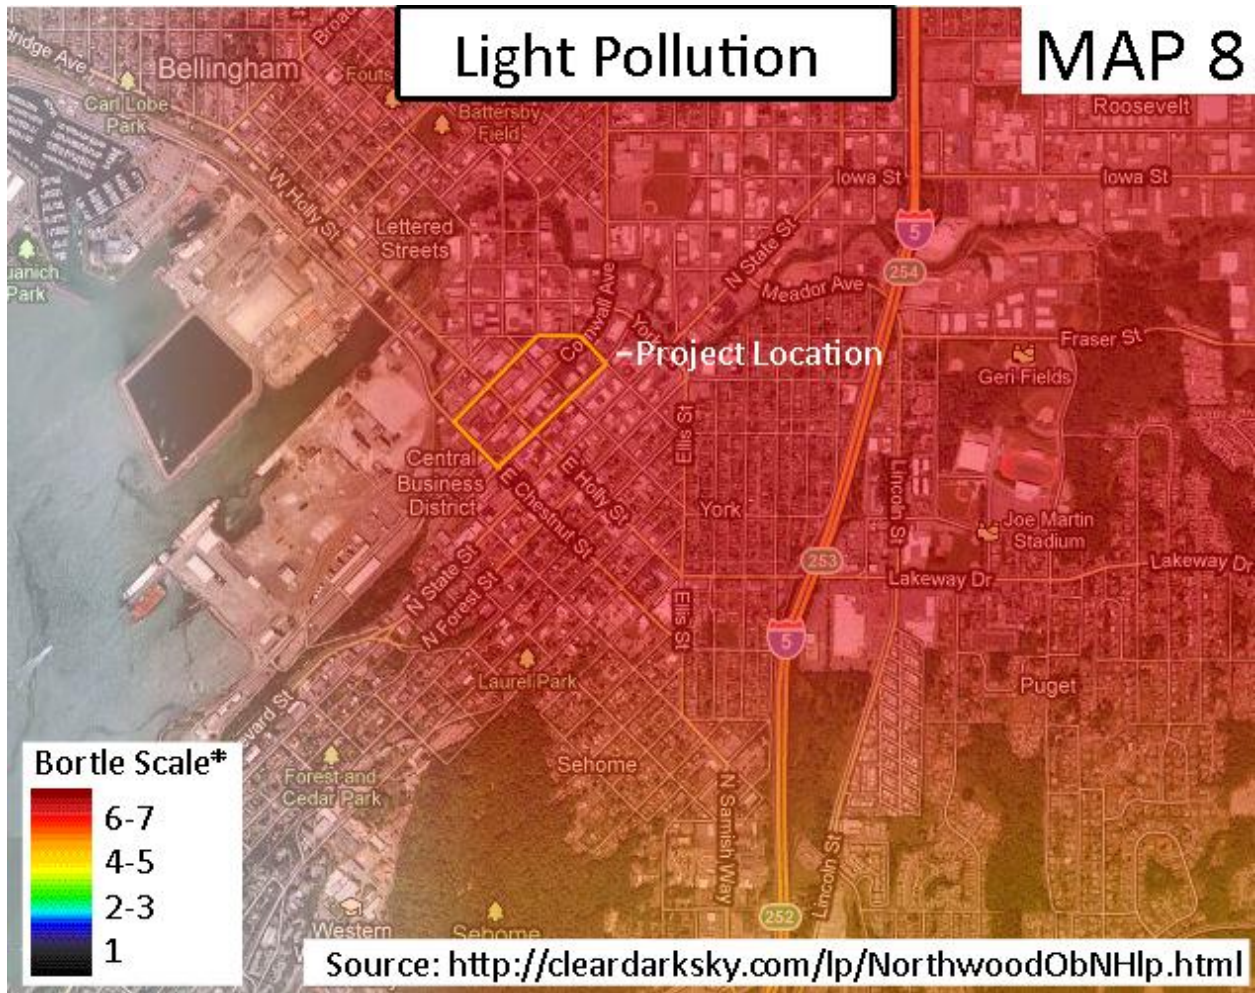 Light Pollution
MAP 8
Bellingham
Carl Lobe
Park
Fouts
Battersby
Field
Roosevelt
Iowa St
Iowa St
W Holly St
Lettered
Streets
N State St
5
254
Meador Ave
Park
Cornwall Ave
-Project Location
Fraser St
Geri Fields
Ellis St
Central
Business
District
E Holly St
E Chestnut St
York
Lincoln St
Joe Martin
Stadium
253
Lakeway Dr
Lakeway Dr
N State St
N Forest St
Ellis St
5
Laurel Park
Puget
Sehome
Forest and
Cedar Park
N Samish Way
Lincoln St
252
Western
Sehome
Bortle Scale*
6-7
4-5
2-3
1
Source: http://cleardarksky.com/lp/NorthwoodObNHlp.html